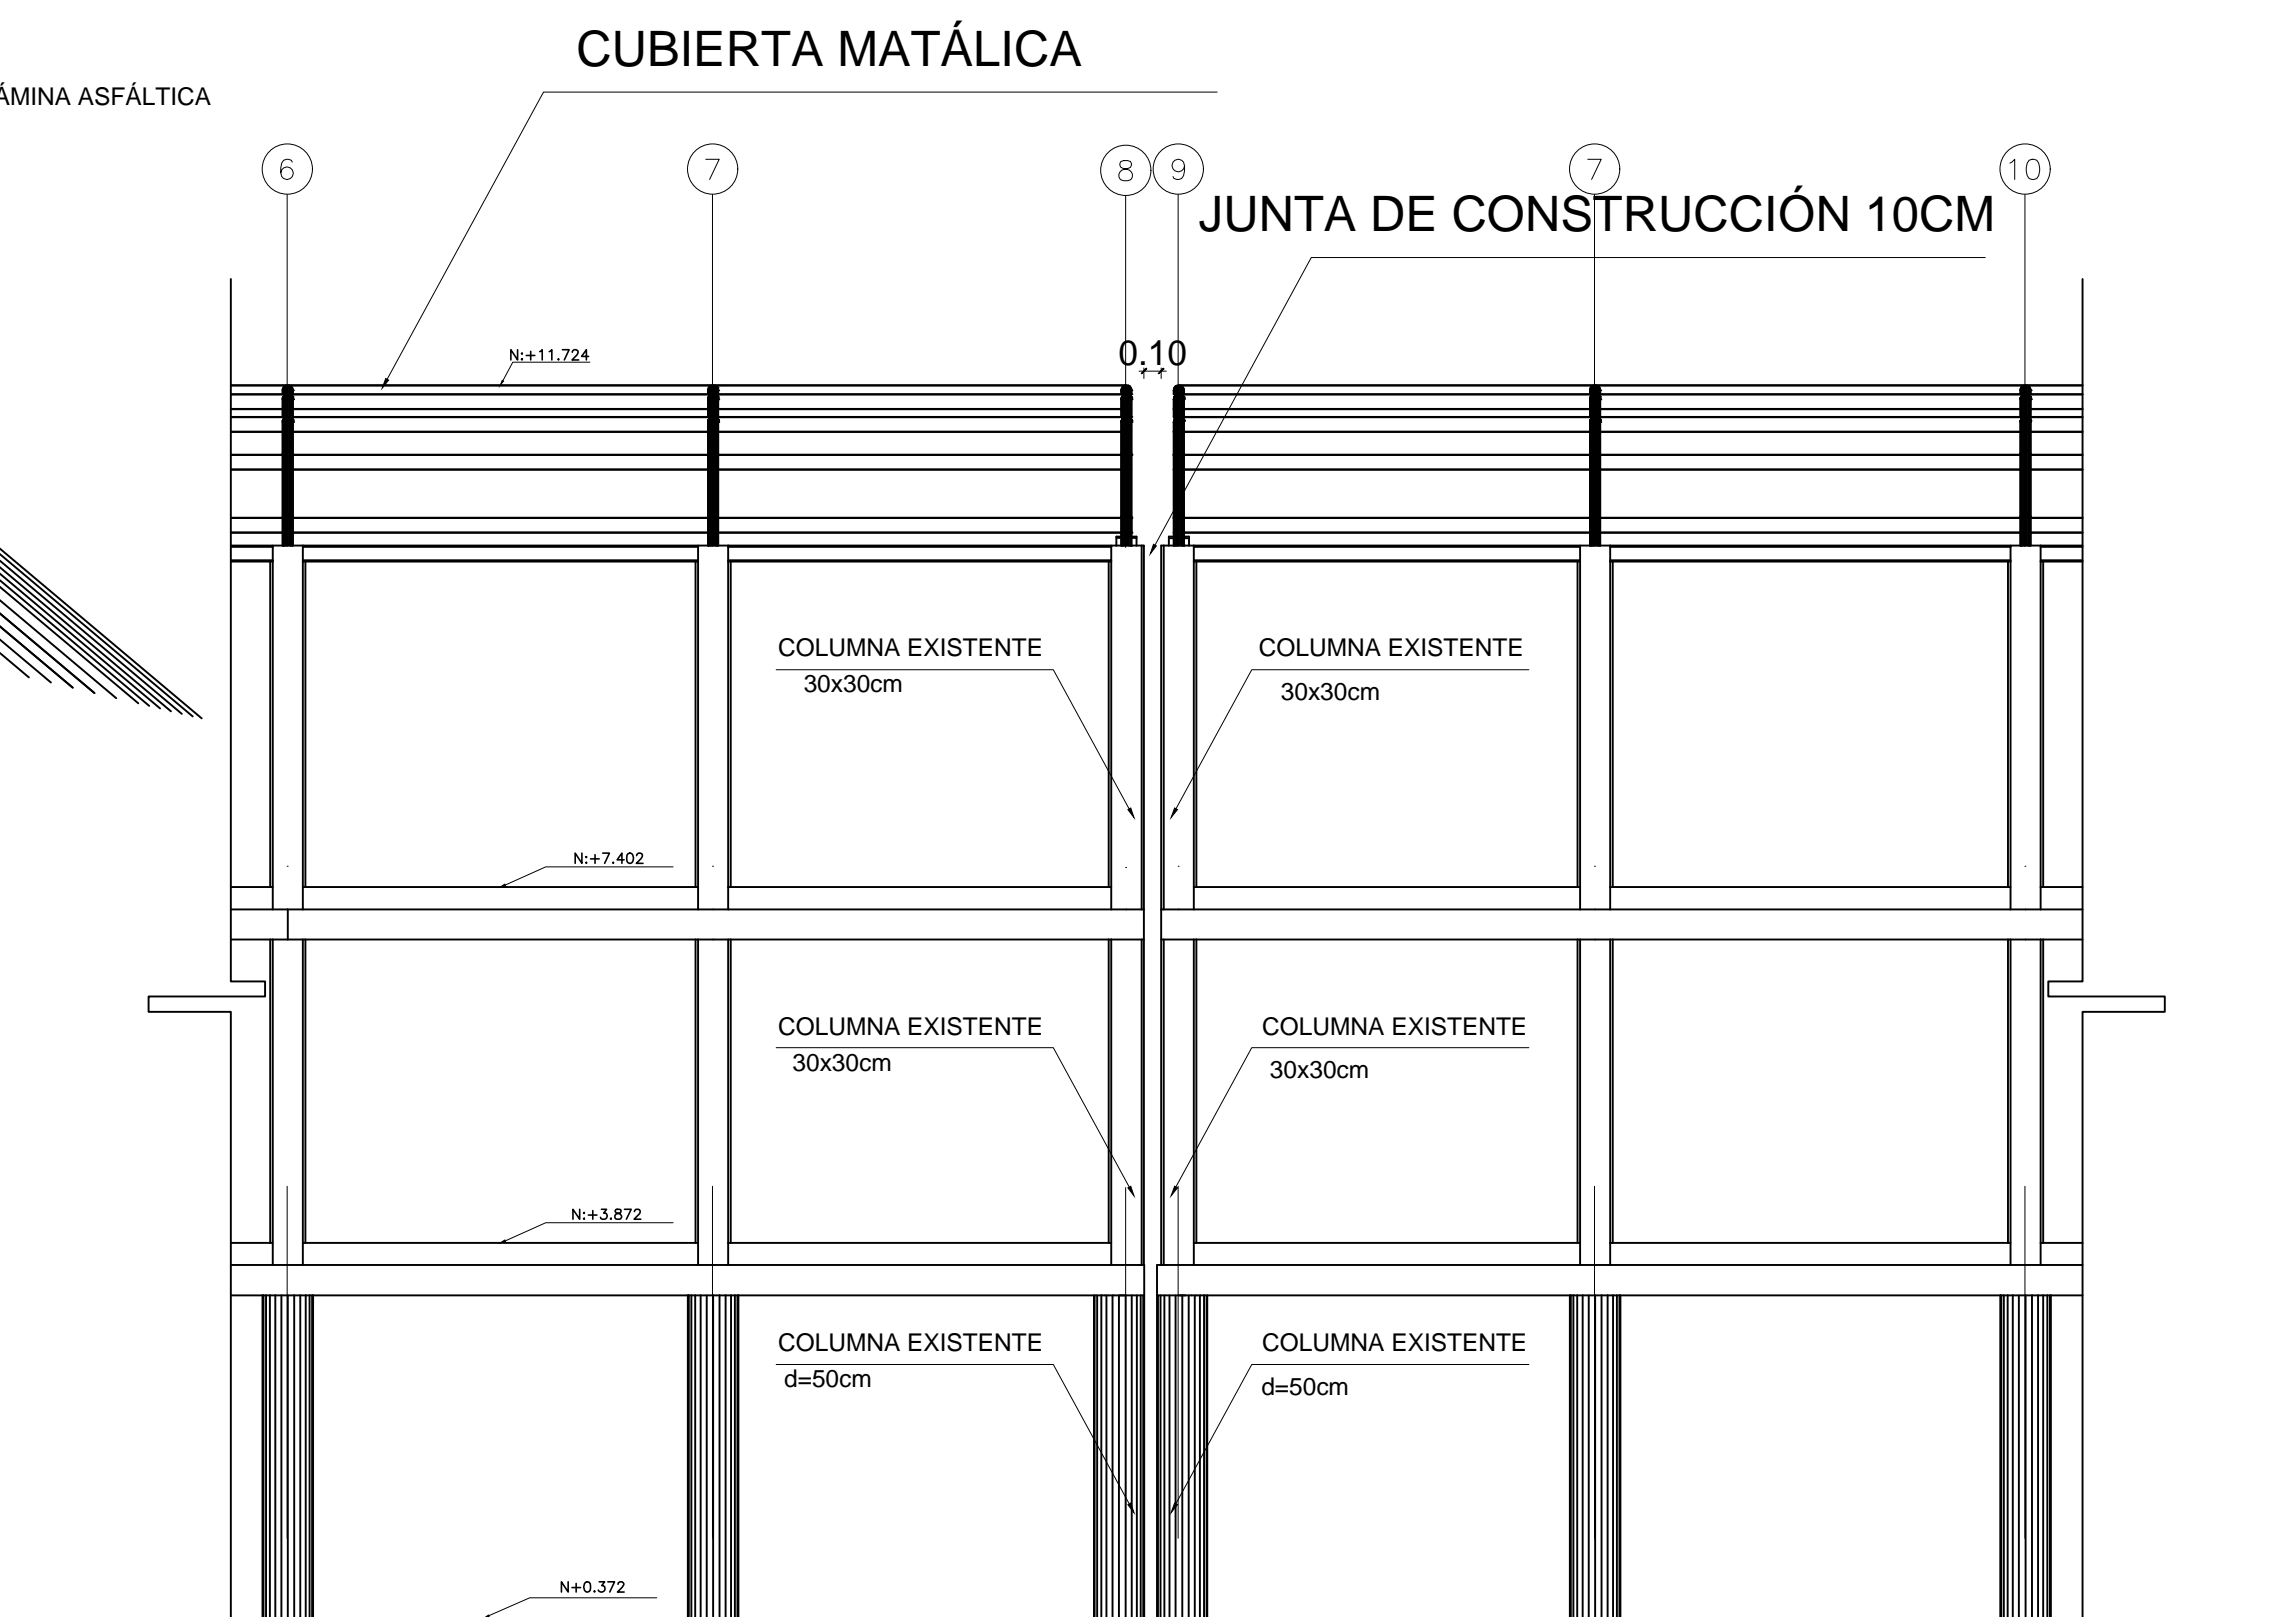 CUBIERTA MATÁLICA
ÁMINA ASFÁLTICA
6
7
8
9
7
10
JUNTA DE CONSTRUCCIÓN 10CM
N:+11.724
0.10
COLUMNA EXISTENTE
30x30cm
COLUMNA EXISTENTE
30x30cm
N:+7.402
COLUMNA EXISTENTE
30x30cm
COLUMNA EXISTENTE
30x30cm
N:+3.872
COLUMNA EXISTENTE
d=50cm
COLUMNA EXISTENTE
d=50cm
N+0.372